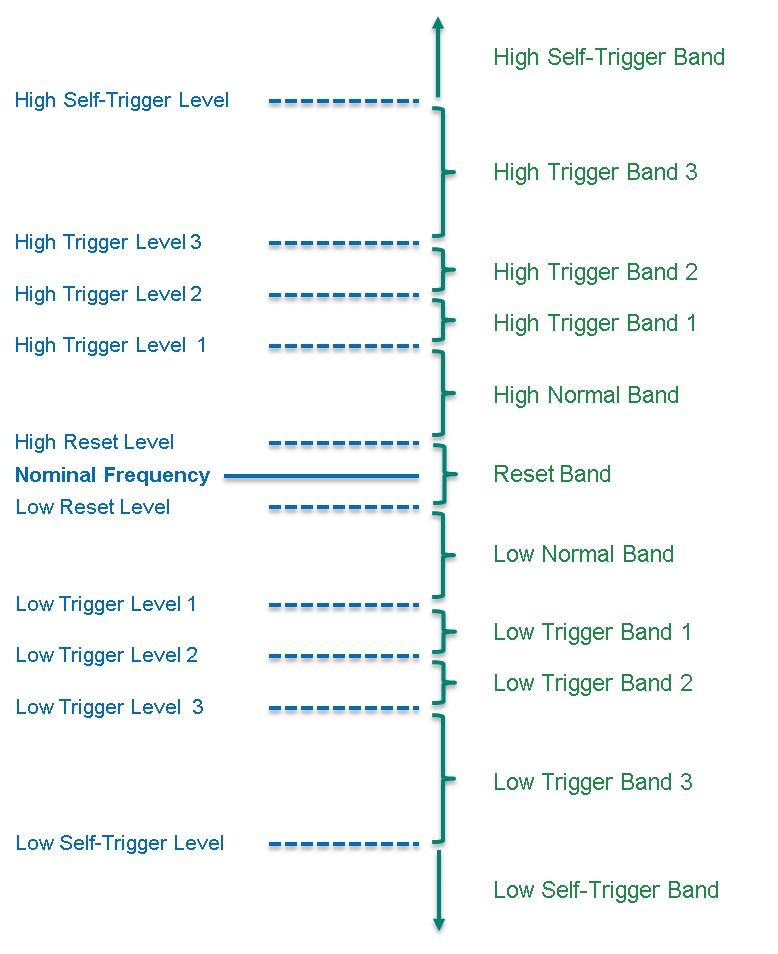 High Self-Trigger Band
High Self-Trigger Level
High Trigger Band 3
High Trigger Level 3
High Trigger Band 2
High Trigger Level 2
High Trigger Band 1
High Trigger Level 1
High Normal Band
High Reset Level
Nominal Frequency
Reset Band
Low Reset Level
Low Normal Band
Low Trigger Level 1
Low Trigger Band 1
Low Trigger Level 2
Low Trigger Band 2
Low Trigger Level 3
Low Trigger Band 3
Low Self-Trigger Level
Low Self-Trigger Band